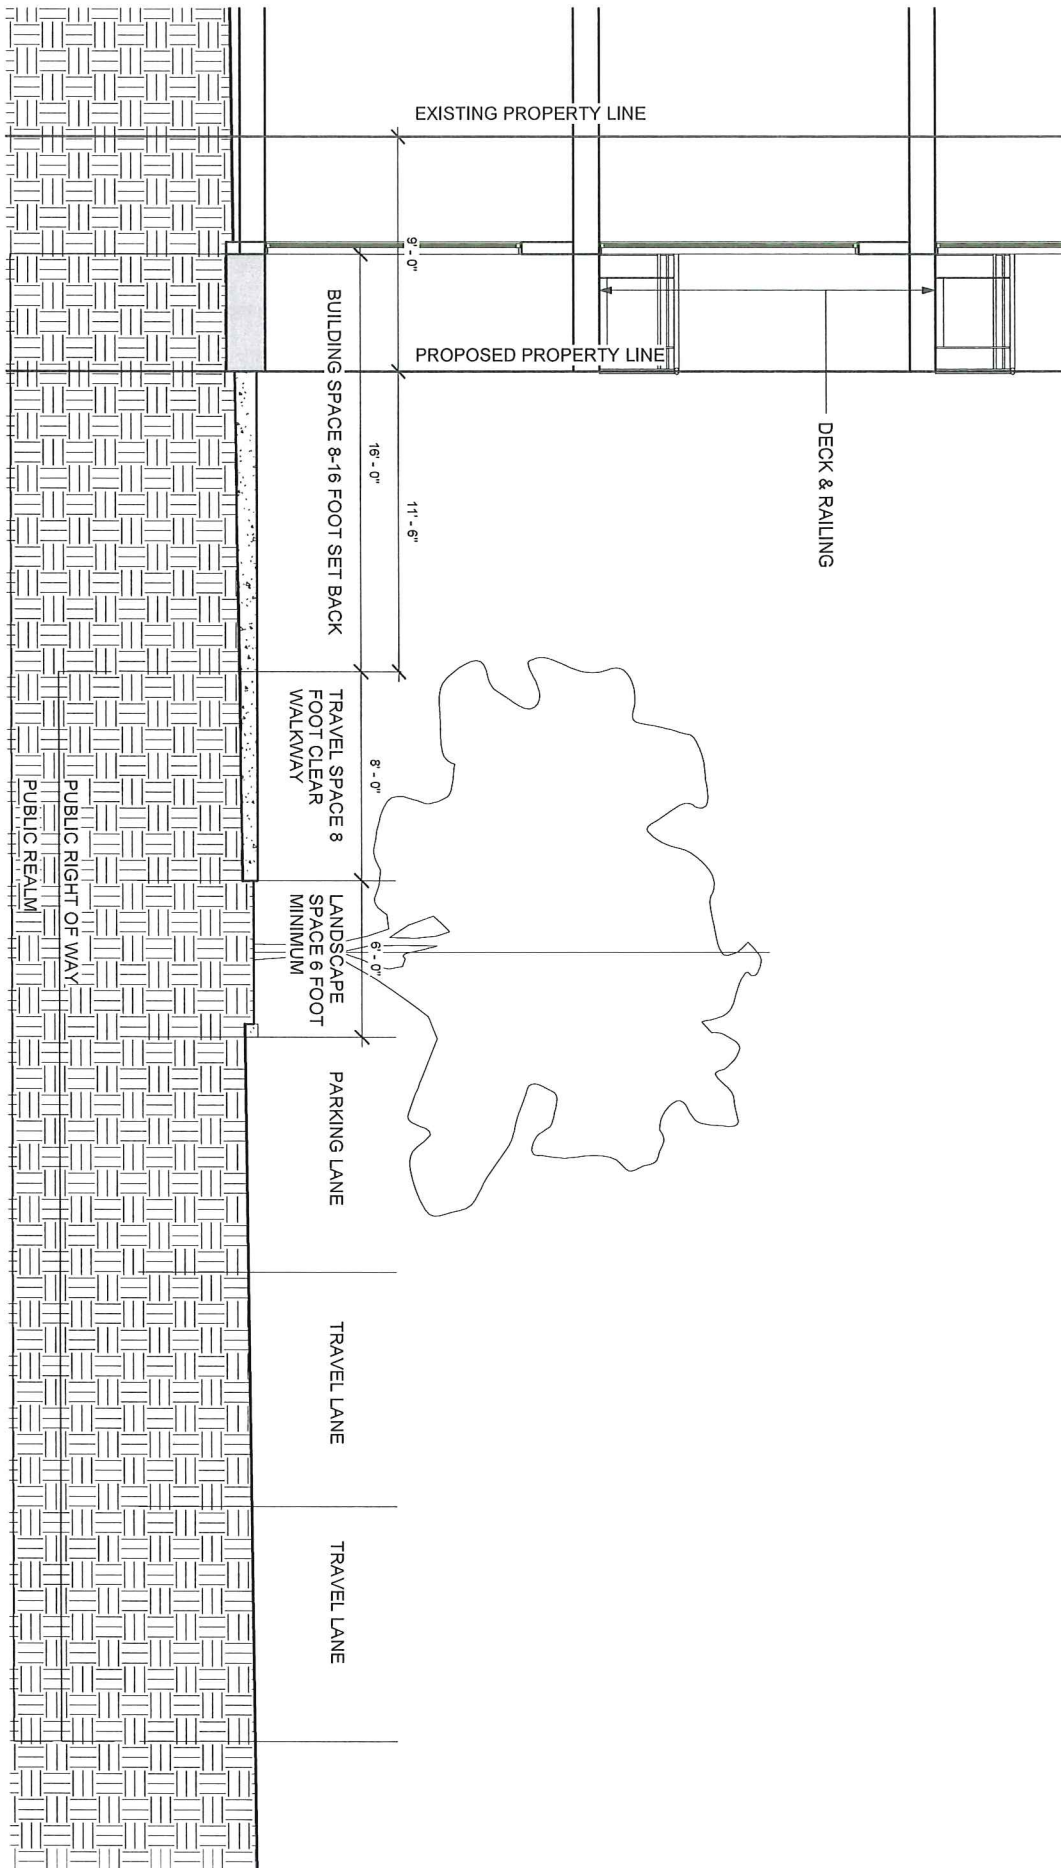 EXISTING PROPERTY LINE
9' - 0"
PROPOSED PROPERTY LINE
DECK & RAILING
BUILDING SPACE 8-16 FOOT SET BACK
16' - 0"
11' - 6"
TRAVEL SPACE 8
FOOT CLEAR
WALKWAY
8' - 0"
LANDSCAPE
SPACE 6 FOOT
MINIMUM
6' - 0"
PARKING LANE
TRAVEL LANE
TRAVEL LANE
PUBLIC RIGHT OF WAY
PUBLIC REALM